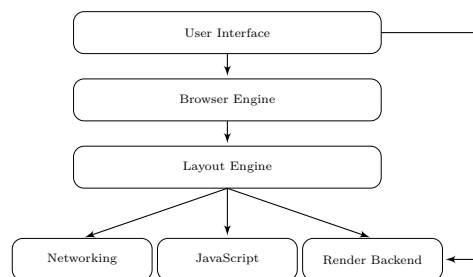 User Interface
Browser Engine
Layout Engine
Networking
JavaScript
Render Backend